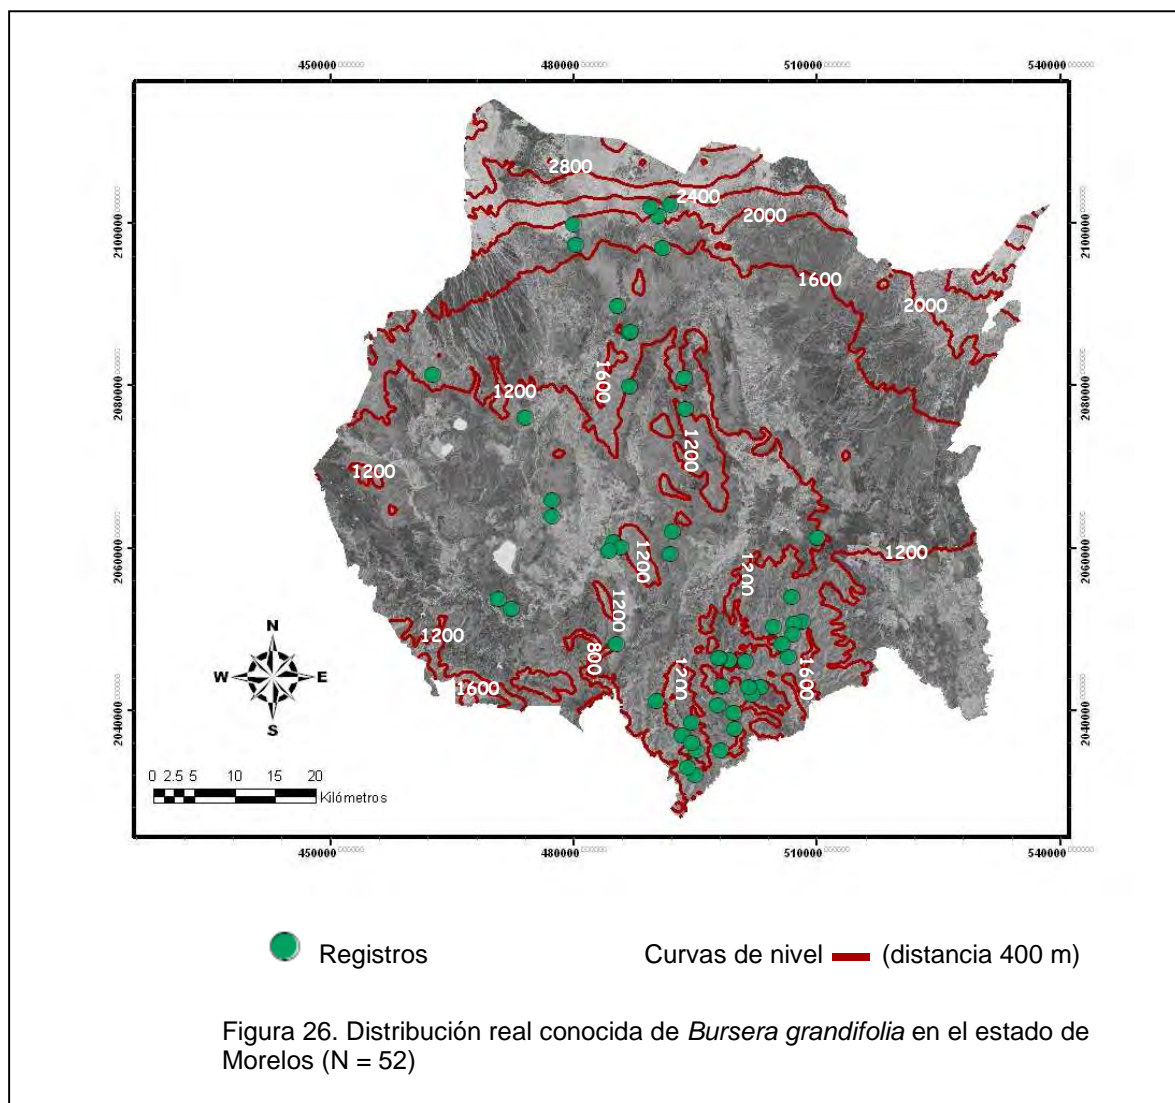 450000 480000 510000 540000
2800
2400
2000
2100000 2100000
1600
2000
2080000 1600 1200 2080000
1200
1200
2060000 1200 1200 1200 2060000
1200
1200
N
800
W E 1600 1200 1600
S
2040000 2040000
0 2.5 5 10 15 20
Kilómetros
450000 480000 510000 540000
Registros Curvas de nivel (distancia 400 m)
Figura 26. Distribución real conocida de Bursera grandifolia en el estado de
Morelos (N = 52)